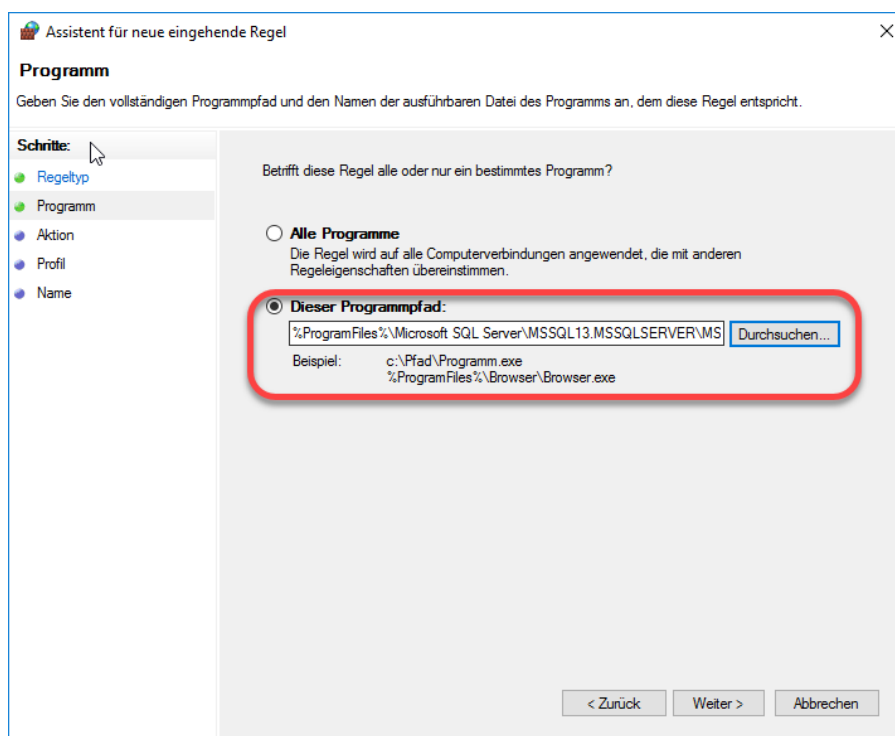 Assistent für neue eingehende Regel
Programm
Geben Sie den vollständigen Programmpfad und den Namen der ausführbaren Datei des Programms an, dem diese Regel entspricht.
Schritte:
Regeltyp
Programm
Aktion
Profil
Name
Betrifft diese Regel alle oder nur ein bestimmtes Programm?
Alle Programme
Die Regel wird auf alle Computerverbindungen angewendet, die mit anderen
Regeleigenschaften übereinstimmen.
Dieser Programmpfad:
%ProgramFiles%\Microsoft SQL Server\MSSQL13.MSSQLSERVER\MS
Durchsuchen...
Beispiel: c:\Pfad\Programm.exe
%ProgramFiles%\Browser\Browser.exe
< Zurück Weiter > Abbrechen